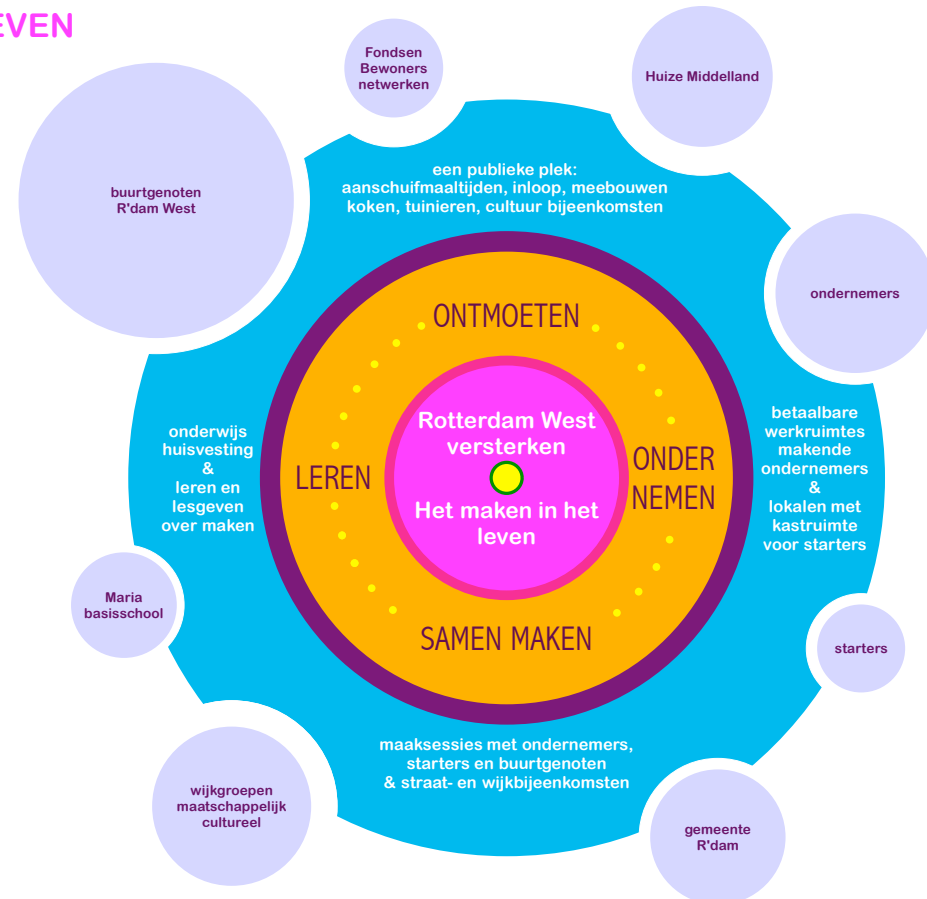 EVEN
Fondsen
Bewoners
netwerken
Huize Middelland
buurtgenoten
R'dam West
een publieke plek:
aanschuifmaaltijden, inloop, meebouwen
koken, tuinieren, cultuur bijeenkomsten
ondernemers
ONTMOETEN
onderwijs
huisvesting
&
leren en
lesgeven
over maken
LEREN
Rotterdam West
versterken
Het maken in het
leven
ONDER
NEMEN
betaalbare
werkruimtes
makende
ondernemers
&
lokalen met
kastruimte
voor starters
Maria
basisschool
SAMEN MAKEN
starters
maaksessies met ondernemers,
starters en buurtgenoten
& straat- en wijkbijeenkomsten
wijkgroepen
maatschappelijk
cultureel
gemeente
R'dam